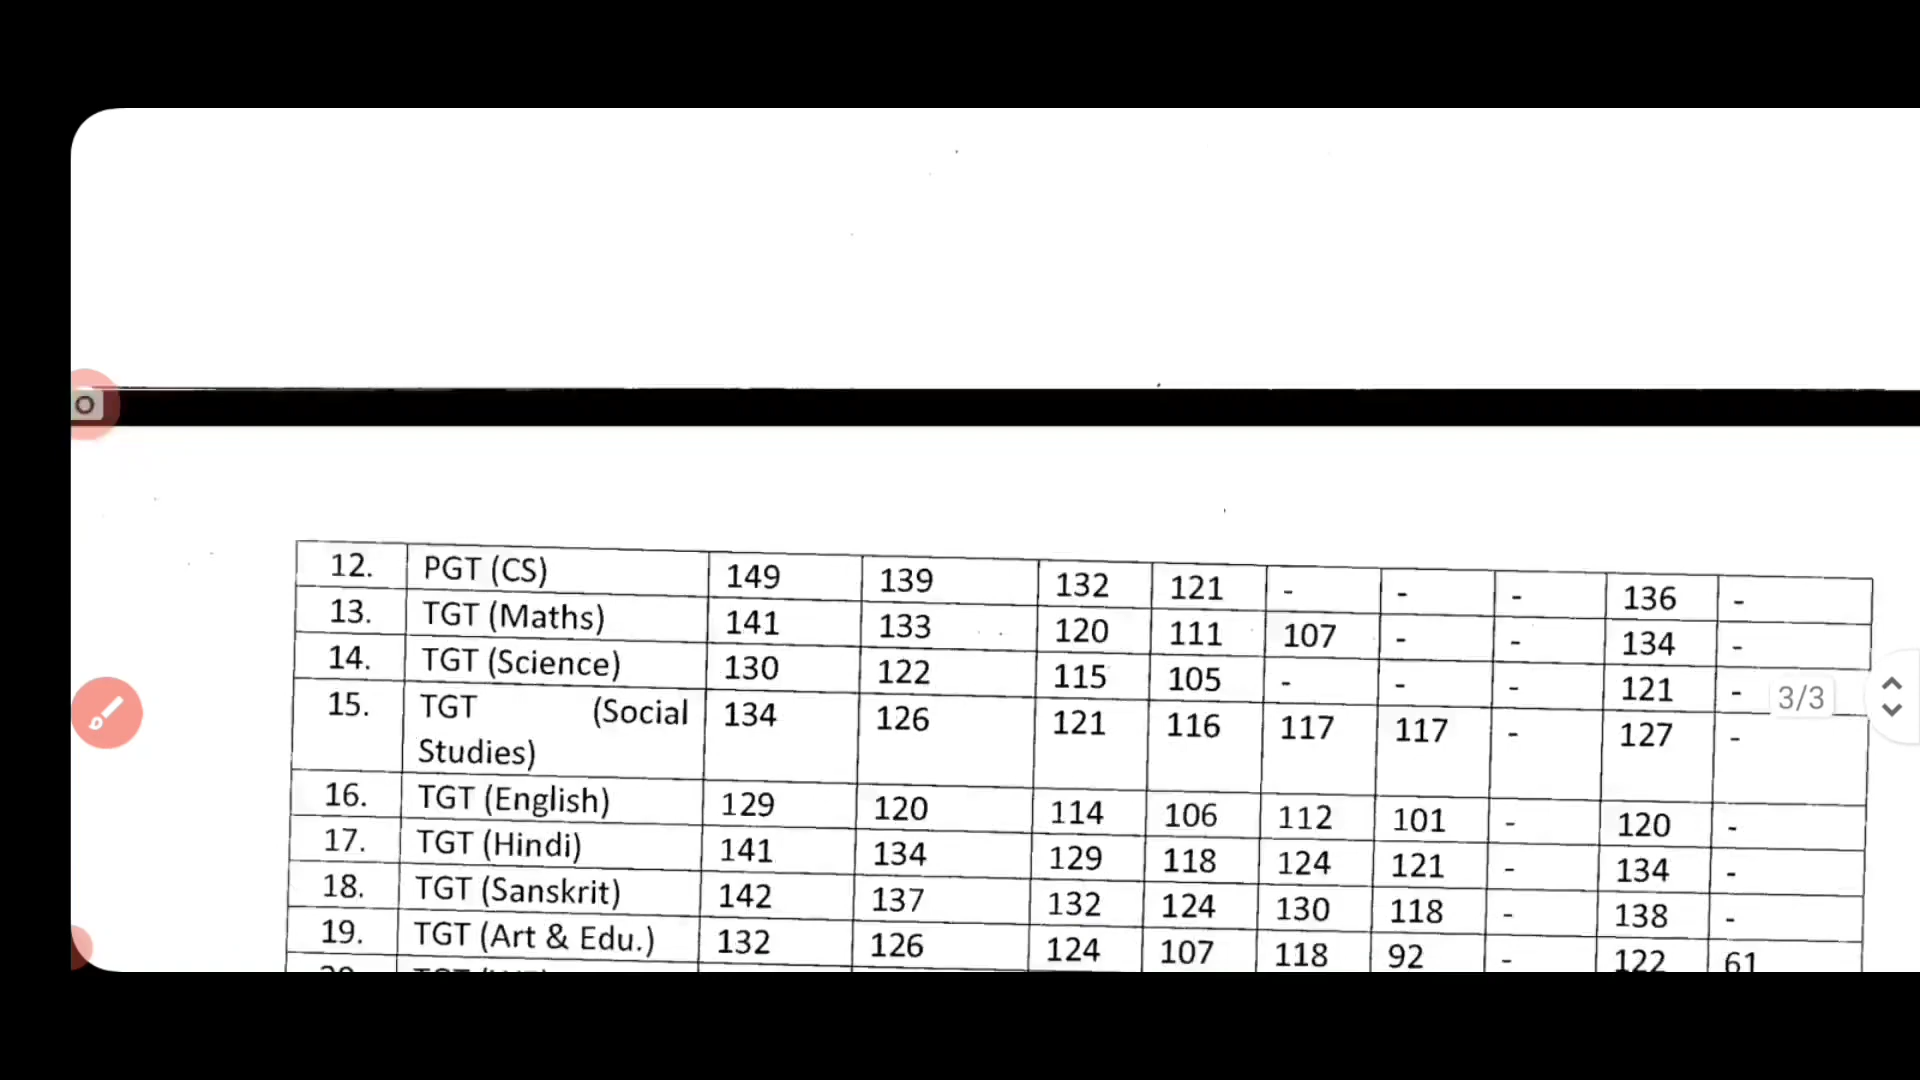 12. PGT (CS) 149 139 132 121 - - - 136 -
13. TGT (Maths) 141 133 120 111 107 - - 134 -
14. TGT (Science) 130 122 115 105 - - - 121 -
3/3
15. TGT (Social 134 126 121 116 117 117 - 127 -
Studies)
16. TGT (English) 129 120 114 106 112 101 - 120 -
17. TGT (Hindi) 141 134 129 118 124 121 - 134 -
18. TGT (Sanskrit) 142 137 132 124 130 118 - 138 -
19. TGT (Art & Edu.) 132 126 124 107 118 92 - 122 61